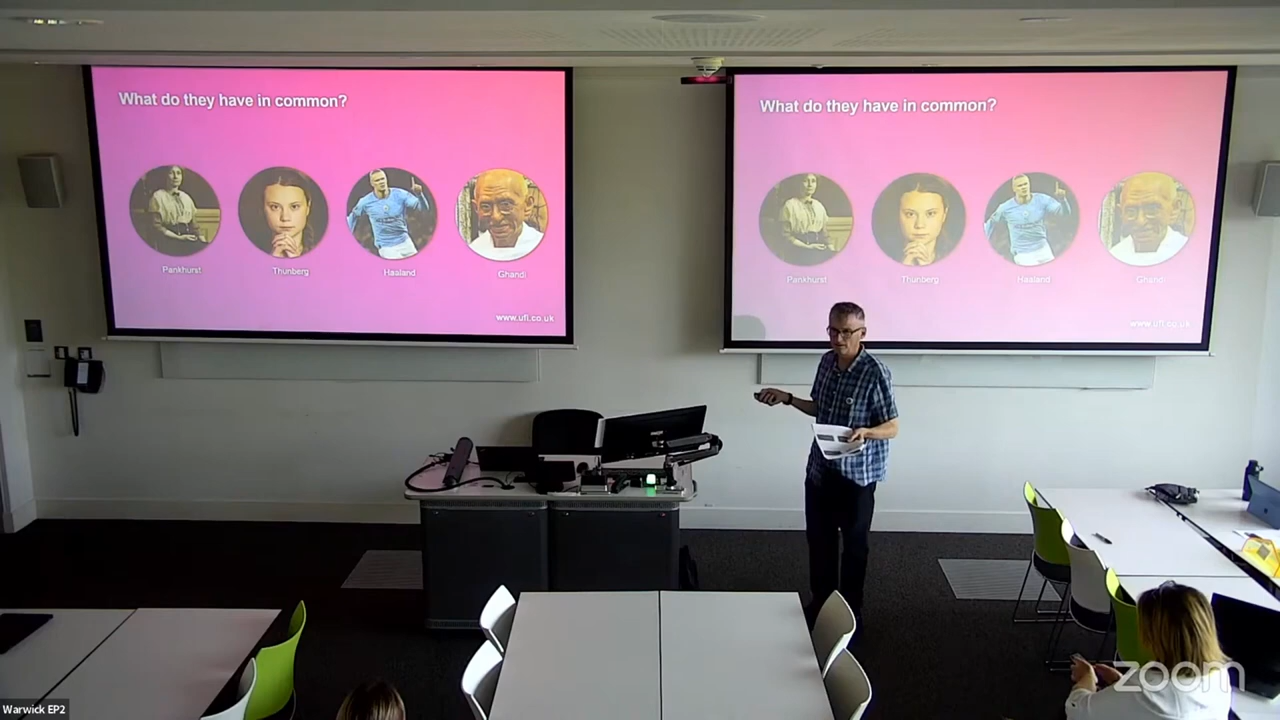 What do they have in common?
Pankhurst
Thunberg
Haaland
Ghandi
www.ufi.co.uk
What do they have in common?
Pankhurst
Thunberg
Haaland
Ghandi
www.ufi.co.uk
Warwick EP2
zoom